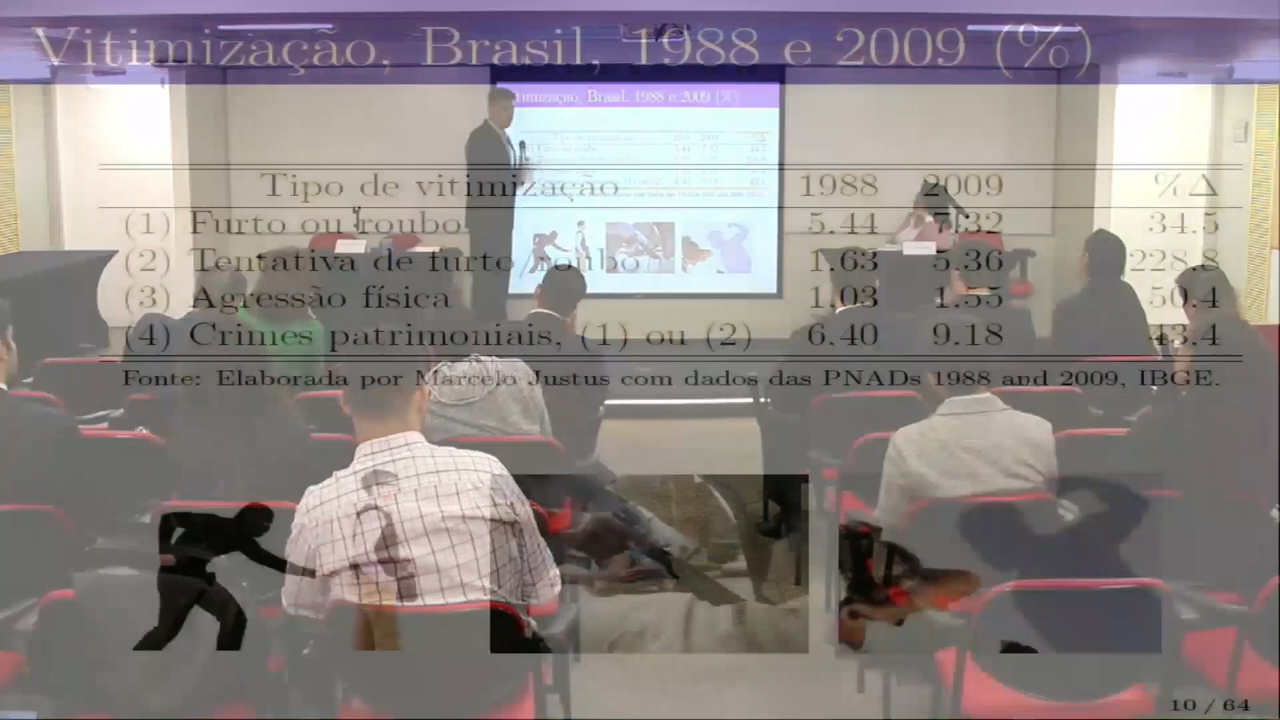 Vitimização, Brasil, 1988 e 2009 (%)
Tipo de vitimização 1988 2009 %Δ
(1) Furto ou roubo 5.44 7.32 34.5
(2) Tentativa de furto/roubo 1.63 5.36 228.8
(3) Agressão física 1.03 1.55 50.4
(4) Crimes patrimoniais, (1) ou (2) 6.40 9.18 43.4
Fonte: Elaborada por Marcelo Justus com dados das PNADs 1988 and 2009, IBGE.
Brasil, 1988 e 2009 (%)
10 / 64